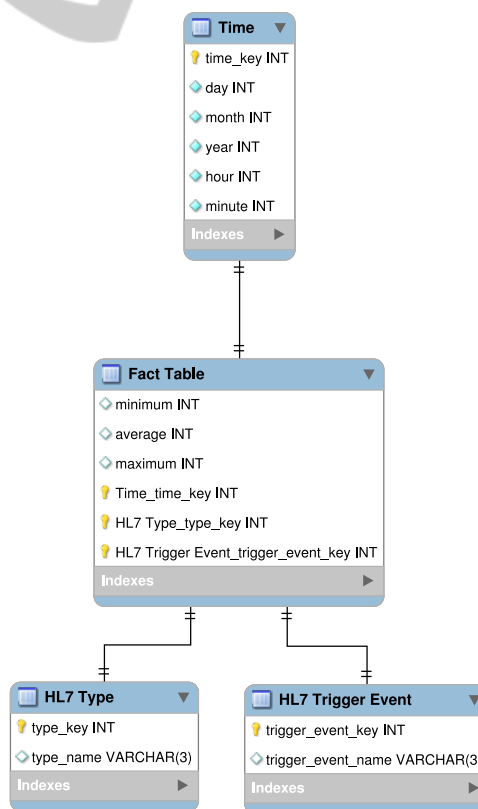 Time
time_key INT
day INT
month INT
year INT
hour INT
minute INT
Indexes
Fact Table
minimum INT
average INT
maximum INT
Time_time_key INT
HL7 Type_type_key INT
HL7 Trigger Event_trigger_event_key INT
Indexes
HL7 Type
type_key INT
type_name VARCHAR(3)
Indexes
HL7 Trigger Event
trigger_event_key INT
trigger_event_name VARCHAR(3
Indexes